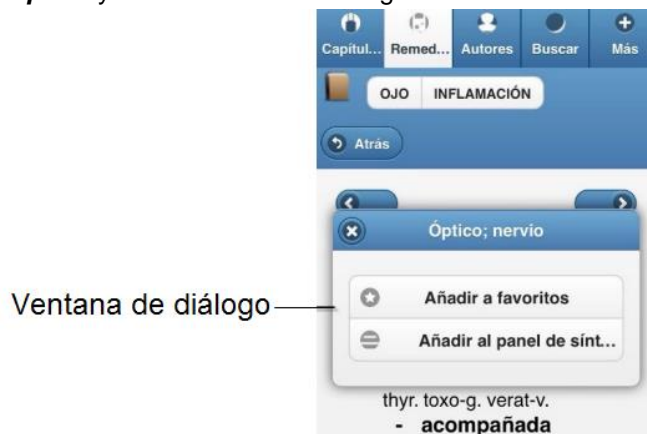 Capítul... Remed... Autores Buscar Más
OJO INFLAMACIÓN
Atrás
Óptico; nervio
Añadir a favoritos
Ventana de diálogo
Añadir al panel de sínt...
thyr. toxo-g. verat-v.
- acompañada